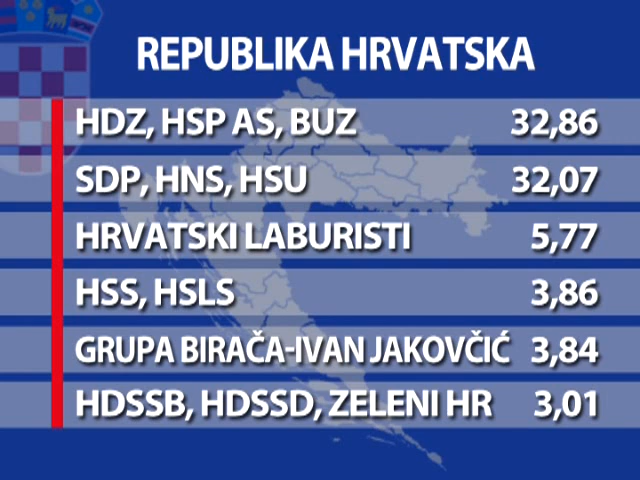 REPUBLIKA HRVATSKA
HDZ, HSP AS, BUZ 32,86
SDP, HNS, HSU 32,07
HRVATSKI LABURISTI 5,77
HSS, HSLS 3,86
GRUPA BIRAČA-IVAN JAKOVČIĆ 3,84
HDSSB, HDSSD, ZELENI HR 3,01